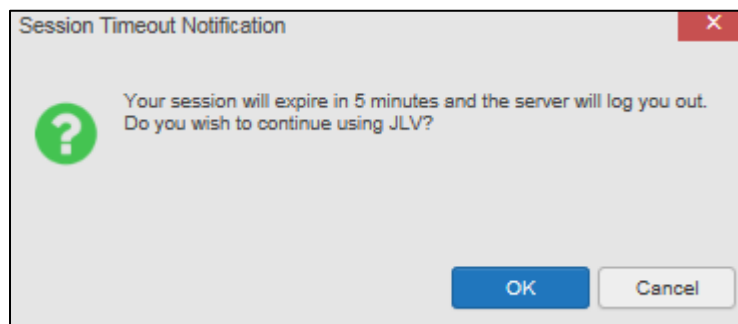 Session Timeout Notification
Your session will expire in 5 minutes and the server will log you out.
Do you wish to continue using JLV?
OK
Cancel